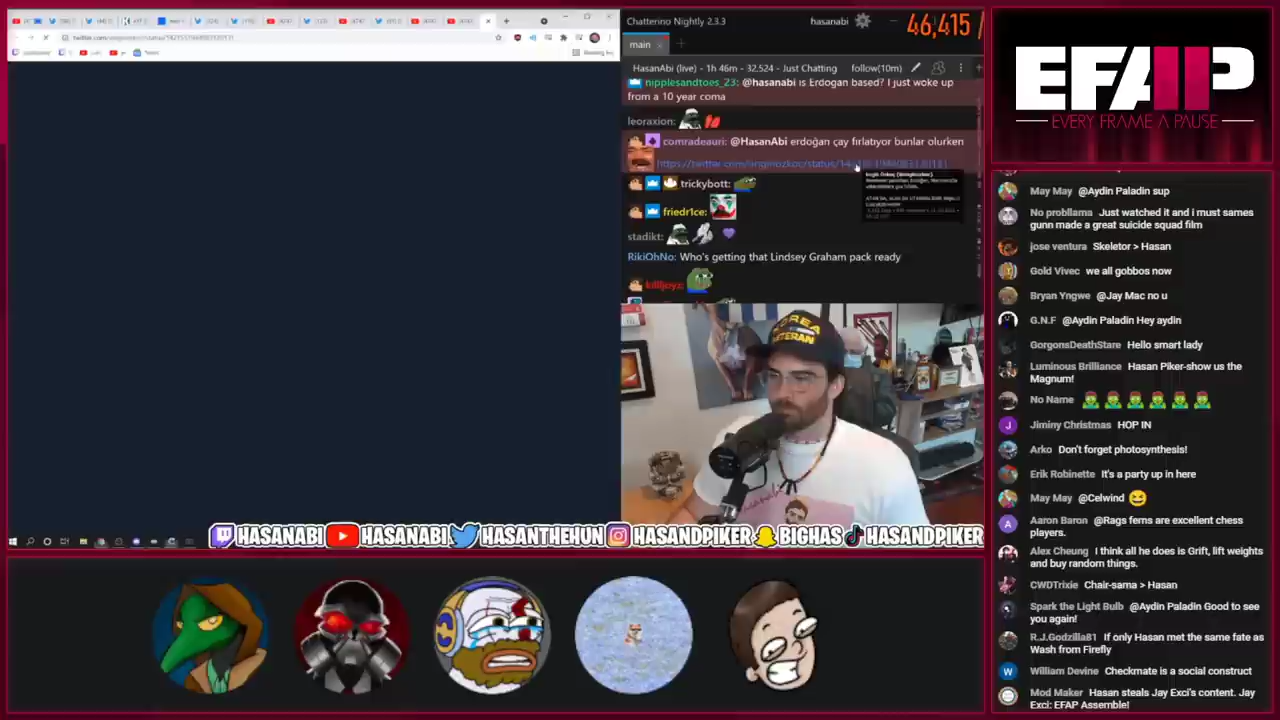 Chatterino Nightly 2.3.3
hasanabi
46,415 /
main
HasanAbi (live) - 1h 46m - 32,524 - Just Chatting
follow(10m)
nipplesandtoes_23: @hasanabi is Erdogan based? I just woke up
from a 10 year coma
leoraxion:
comradeauri: @HasanAbi erdoğan çay fırlatıyor bunlar olurken
trickybott:
friedr1ce:
stadikt:
RikiOhNo: Who's getting that Lindsey Graham pack ready
killljoyz:
KOREA
VETERAN
HASANABI
HASANABI
HASANTHEHUN
HASANDPIKER
BIGHAS
HASANDPIKER
EFAP
EVERY FRAME A PAUSE
May May @Aydin Paladin sup
No probllama Just watched it and i must sames
gunn made a great suicide squad film
jose ventura Skeletor > Hasan
Gold Vivec we all gobbos now
Bryan Yngwe @Jay Mac no u
G.N.F @Aydin Paladin Hey aydin
GorgonsDeathStare Hello smart lady
Luminous Brilliance Hasan Piker-show us the
Magnum!
No Name
Jiminy Christmas HOP IN
Arko Don't forget photosynthesis!
Erik Robinette It's a party up in here
May May @Celwind
Aaron Baron @Rags ferns are excellent chess
players.
Alex Cheung I think all he does is Grift, lift weights
and buy random things.
CWDTrixie Chair-sama > Hasan
Spark the Light Bulb @Aydin Paladin Good to see
you again!
R.J.Godzilla81 If only Hasan met the same fate as
Wash from Firefly
William Devine Checkmate is a social construct
Mod Maker Hasan steals Jay Exci's content. Jay
Exci: EFAP Assemble!